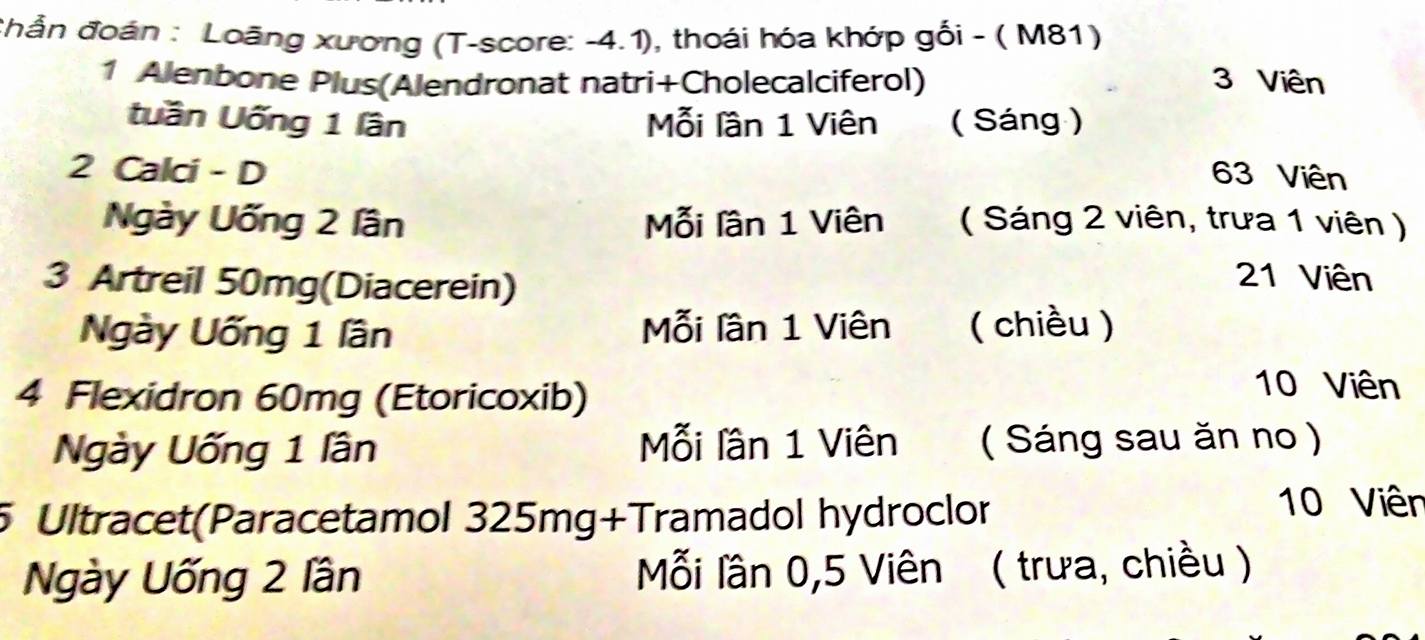 Chẩn đoán : Loãng xương (T-score: -4.1), thoái hóa khớp gối - ( M81 )
1 Alenbone Plus(Alendronat natri+Cholecalciferol) 3 Viên
tuần Uống 1 lần Mỗi lần 1 Viên ( Sáng )
2 Calci - D 63 Viên
Ngày Uống 2 lần Mỗi lần 1 Viên ( Sáng 2 viên, trưa 1 viên )
3 Artreil 50mg(Diacerein) 21 Viên
Ngày Uống 1 lần Mỗi lần 1 Viên ( chiều )
4 Flexidron 60mg (Etoricoxib) 10 Viên
Ngày Uống 1 lần Mỗi lần 1 Viên ( Sáng sau ăn no )
5 Ultracet(Paracetamol 325mg+Tramadol hydroclor 10 Viên
Ngày Uống 2 lần Mỗi lần 0,5 Viên ( trưa, chiều )